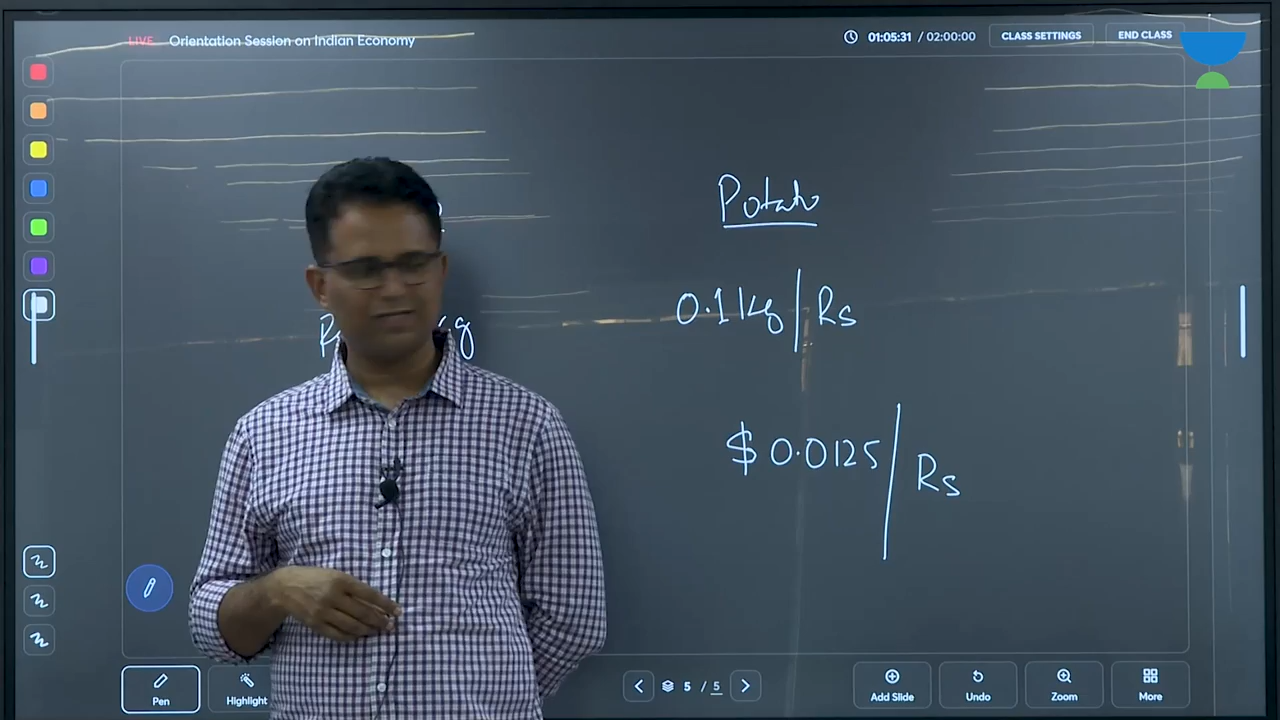 LIVE Orientation Session on Indian Economy
01:05:31 / 02:00:00
CLASS SETTINGS
END CLASS
Potato
0.1 kg / Rs
$ 0.0125 / Rs
Pen
Highlight
5 / 5
Add Slide
Undo
Zoom
More